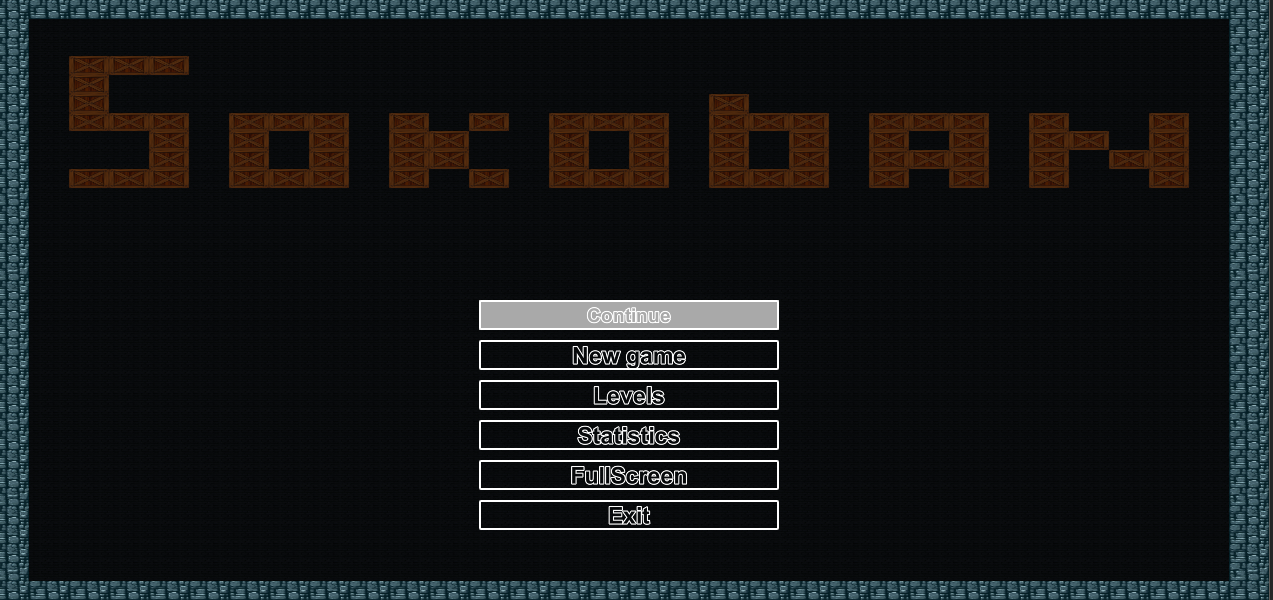 Sokoban
Continue
New game
Levels
Statistics
FullScreen
Exit